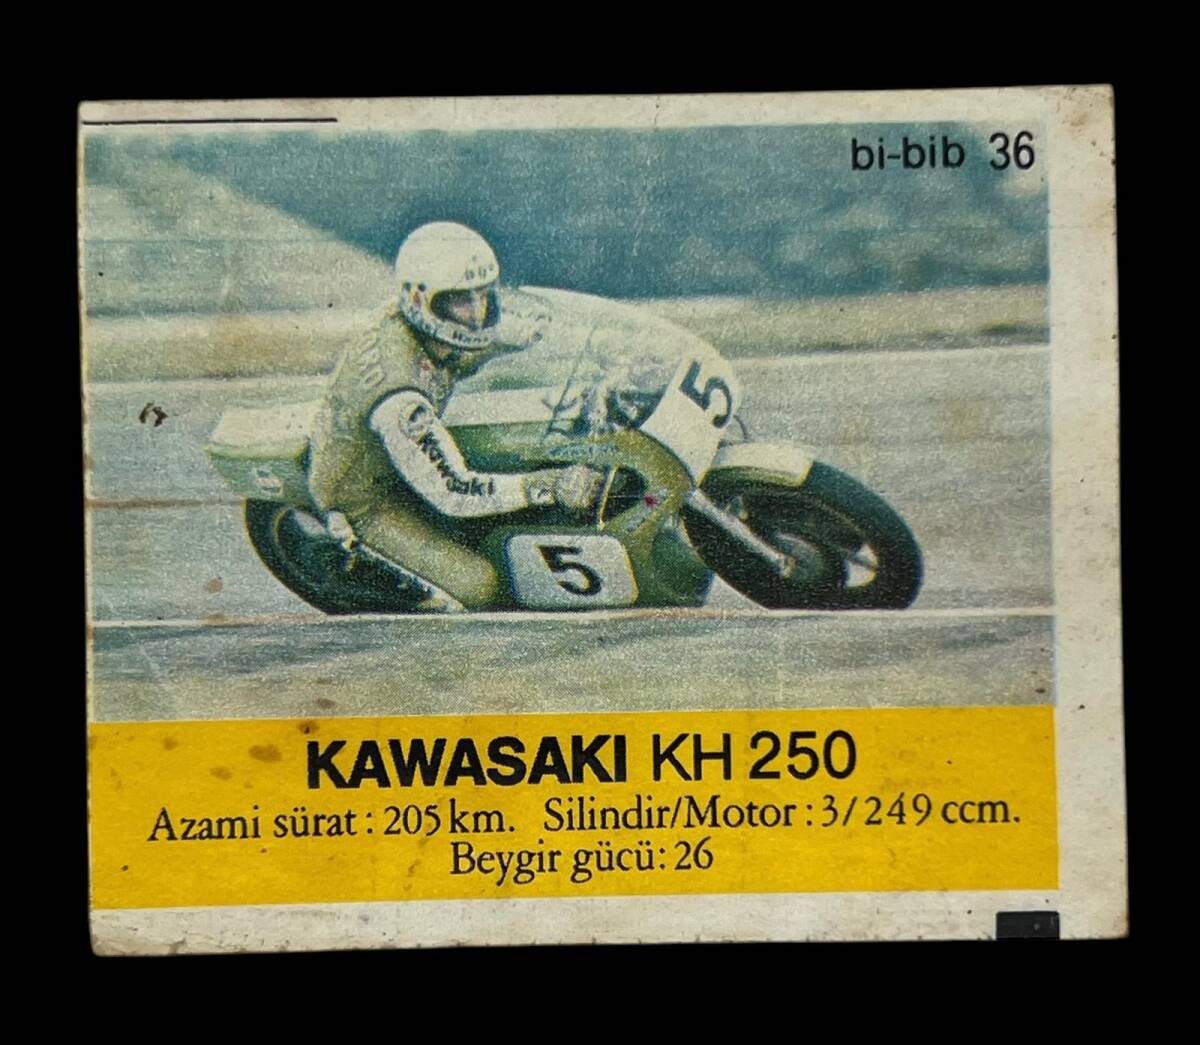 bi-bib 36
Kawasaki
5
5
KAWASAKI KH 250
Azami sürat : 205 km. Silindir/Motor : 3/249 ccm.
Beygir gücü: 26